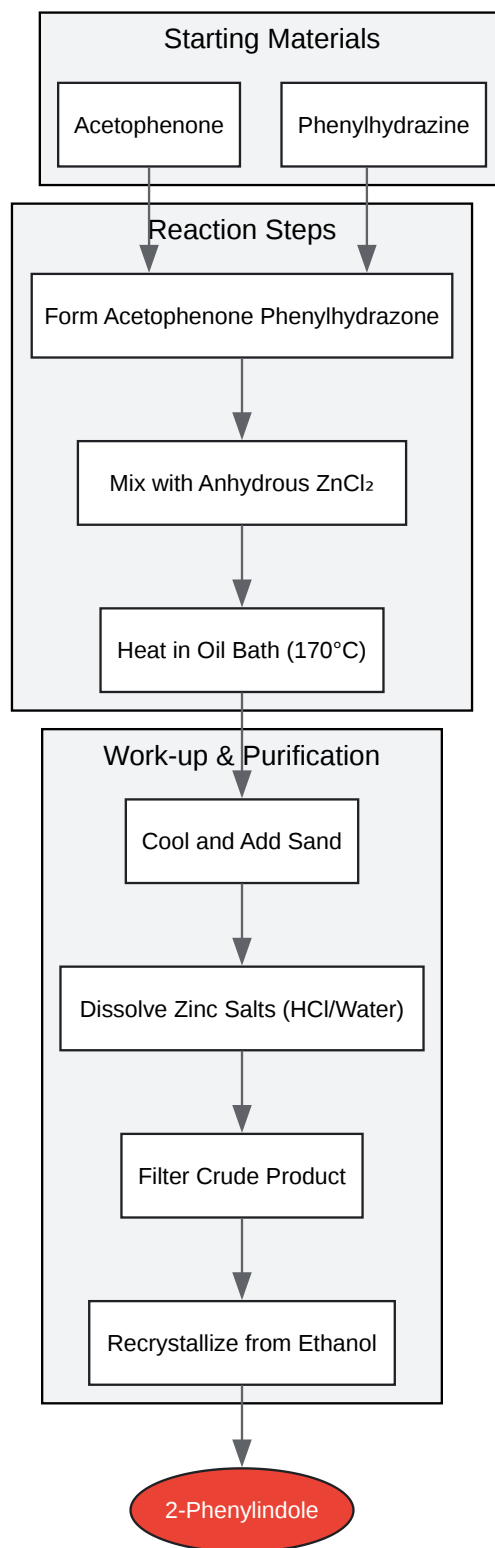 Starting Materials
Acetophenone
Phenylhydrazine
Reaction Steps
Form Acetophenone Phenylhydrazone
Mix with Anhydrous ZnCl₂
Heat in Oil Bath (170°C)
Work-up & Purification
Cool and Add Sand
Dissolve Zinc Salts (HCl/Water)
Filter Crude Product
Recrystallize from Ethanol
2-Phenylindole